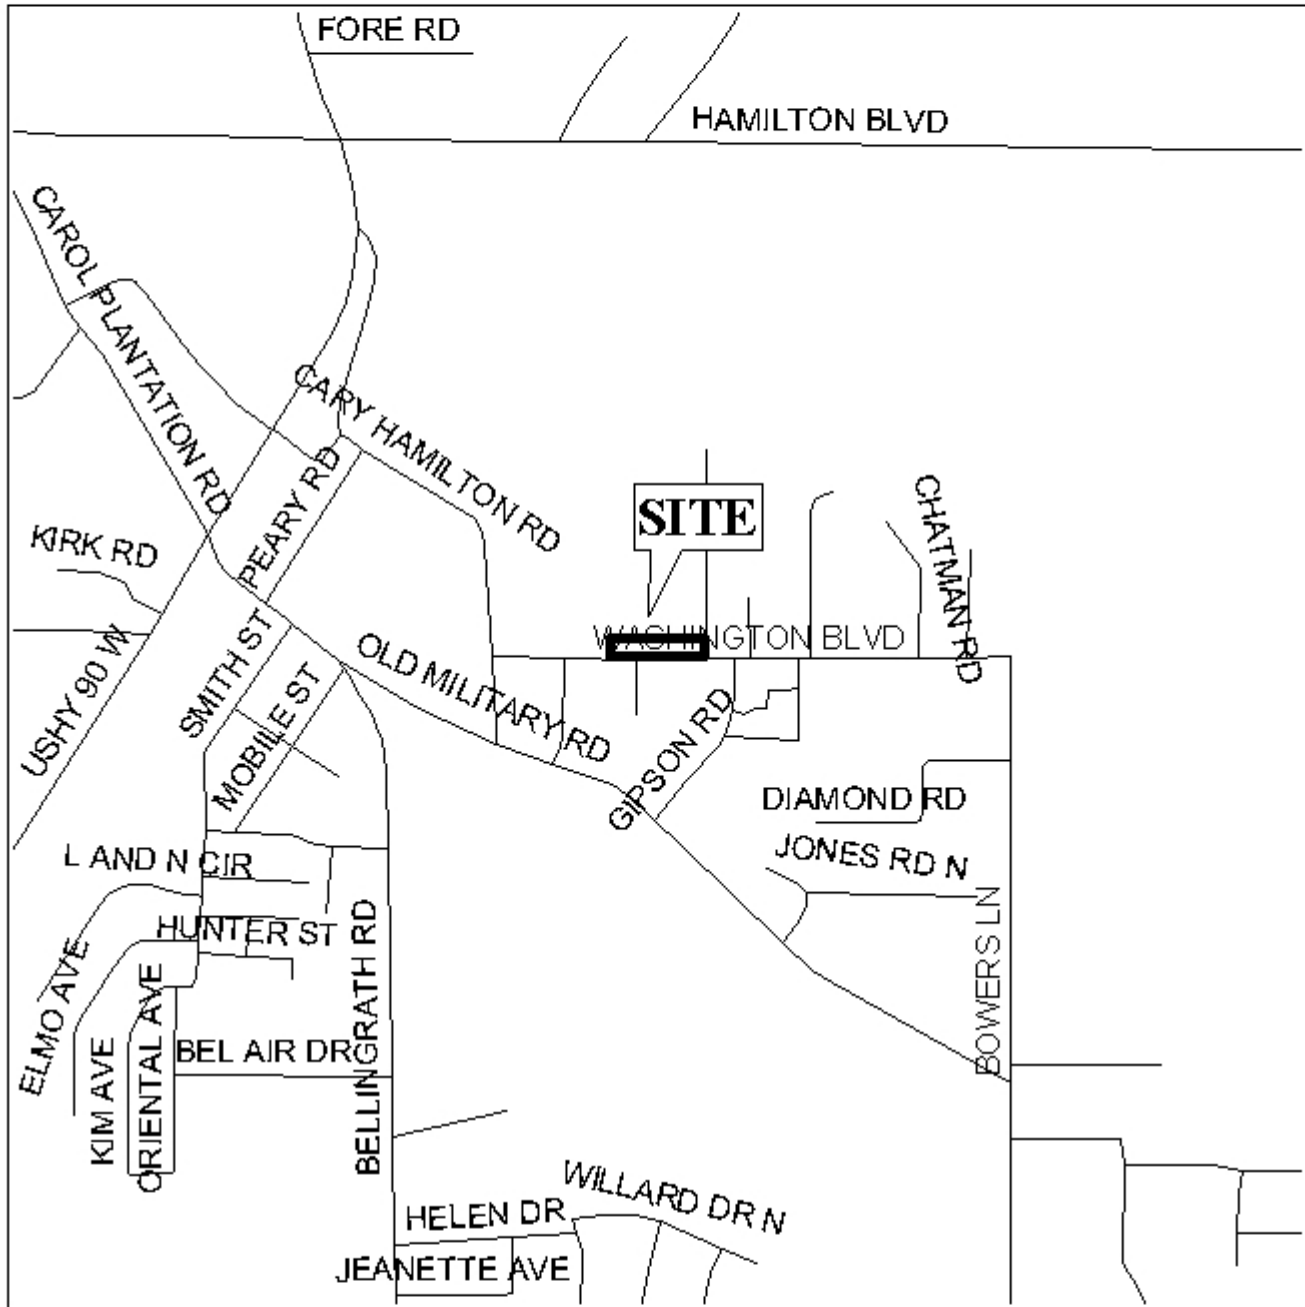 FORE RD
HAMILTON BLVD
CAROL PLANTATION RD
CARY HAMILTON RD
PEARY RD
KIRK RD
SITE
CHATMAN RD
WASHINGTON BLVD
USHY 90 W
SMITH ST
MOBILE ST
OLD MILITARY RD
GIPSON RD
DIAMOND RD
JONES RD N
L AND N CIR
HUNTER ST
ELMO AVE
KIM AVE
ORIENTAL AVE
BEL AIR DR
BELLINGRATH RD
BOWERS LN
WILLARD DR N
HELEN DR
JEANETTE AVE